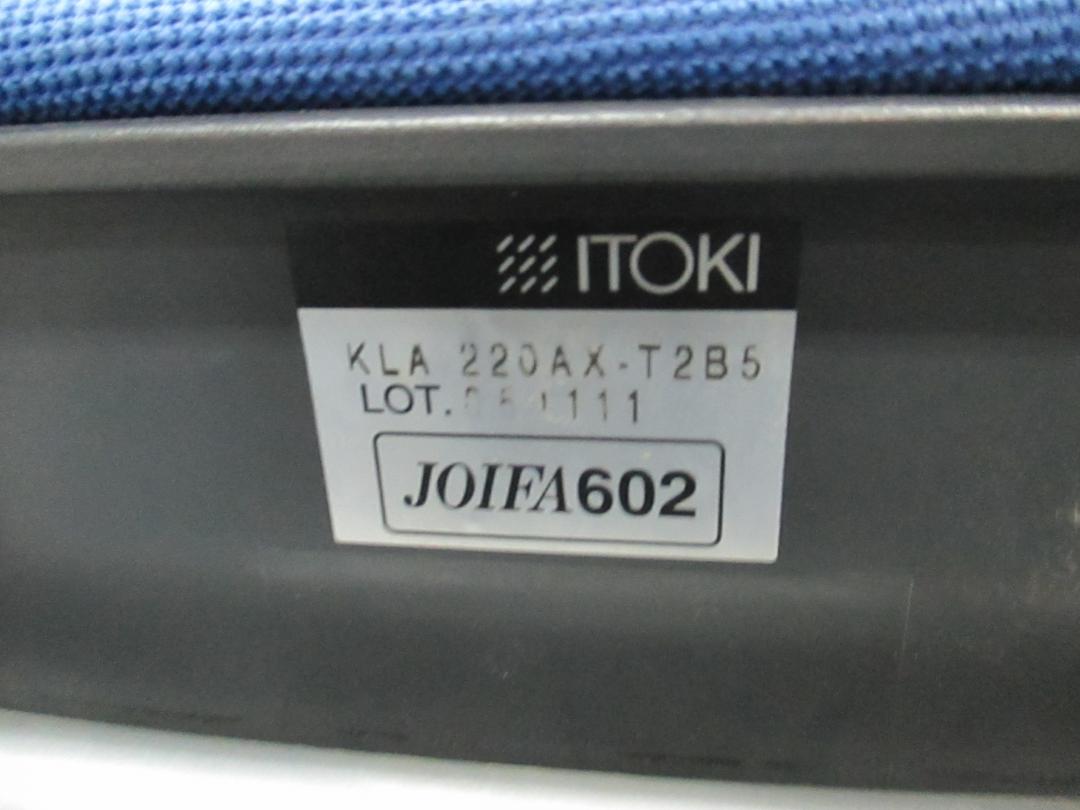 ITOKI
KLA 220AX-T2B5
LOT.
JOIFA602